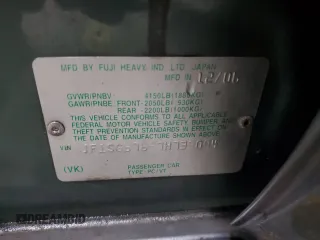 MFD BY FUJI HEAVY IND LTD JAPAN
MFD IN 12/06
GVWR/PNBV 4150LB(1880KG)
GAWR/PNBE FRONT-2050LB( 930KG)
REAR -2200LB(1000KG)
THIS VEHICLE CONFORMS TO ALL APPLICABLE
FEDERAL MOTOR VEHICLE SAFETY, BUMPER AND
THEFT PREVENTION STANDARDS IN EFFECT ON
THE DATE OF MANUFACTURE SHOWN ABOVE
VIN
PASSENGER CAR
(VK) TYPE PC/VT